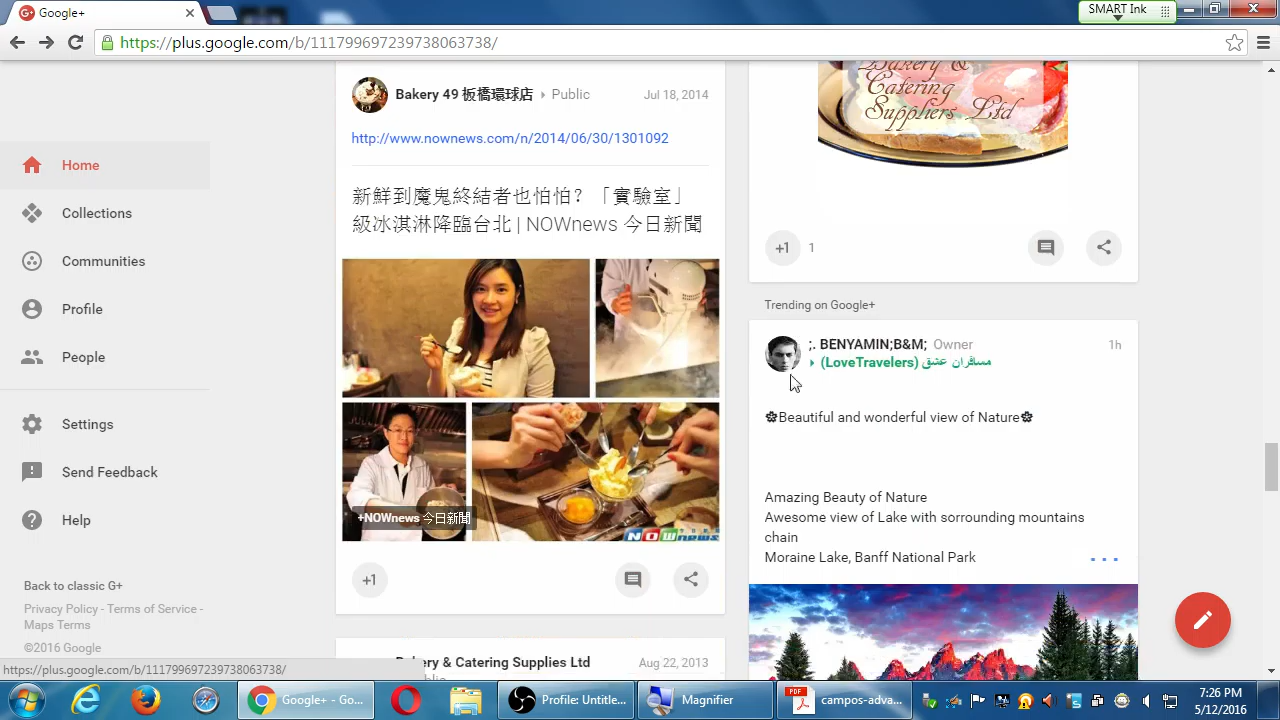 Google+
SMART Ink
https://plus.google.com/b/111799697239738063738/
Home
Collections
Communities
Profile
People
Settings
Send Feedback
Help
Back to classic G+
Privacy Policy - Terms of Service -
Maps Terms
©2016 Google
https://plus.google.com/b/111799697239738063738/
Bakery 49 板橋環球店 Public Jul 18, 2014
http://www.nownews.com/n/2014/06/30/1301092
新鮮到魔鬼終結者也怕怕？「實驗室」
級冰淇淋降臨台北 | NOWnews 今日新聞
+NOWnews 今日新聞
NOWnews
+1
Bakery & Catering Supplies Ltd Aug 22, 2013
Public
Bakery &
Catering
Suppliers Ltd
+1 1
Trending on Google+
;. BENYAMIN;B&M; Owner 1h
(LoveTravelers) مسافران عشق
Beautiful and wonderful view of Nature
Amazing Beauty of Nature
Awesome view of Lake with sorrounding mountains
chain
Moraine Lake, Banff National Park
Google+ - Go...
Profile: Untitle...
Magnifier
PDF
campos-adva...
7:26 PM
5/12/2016